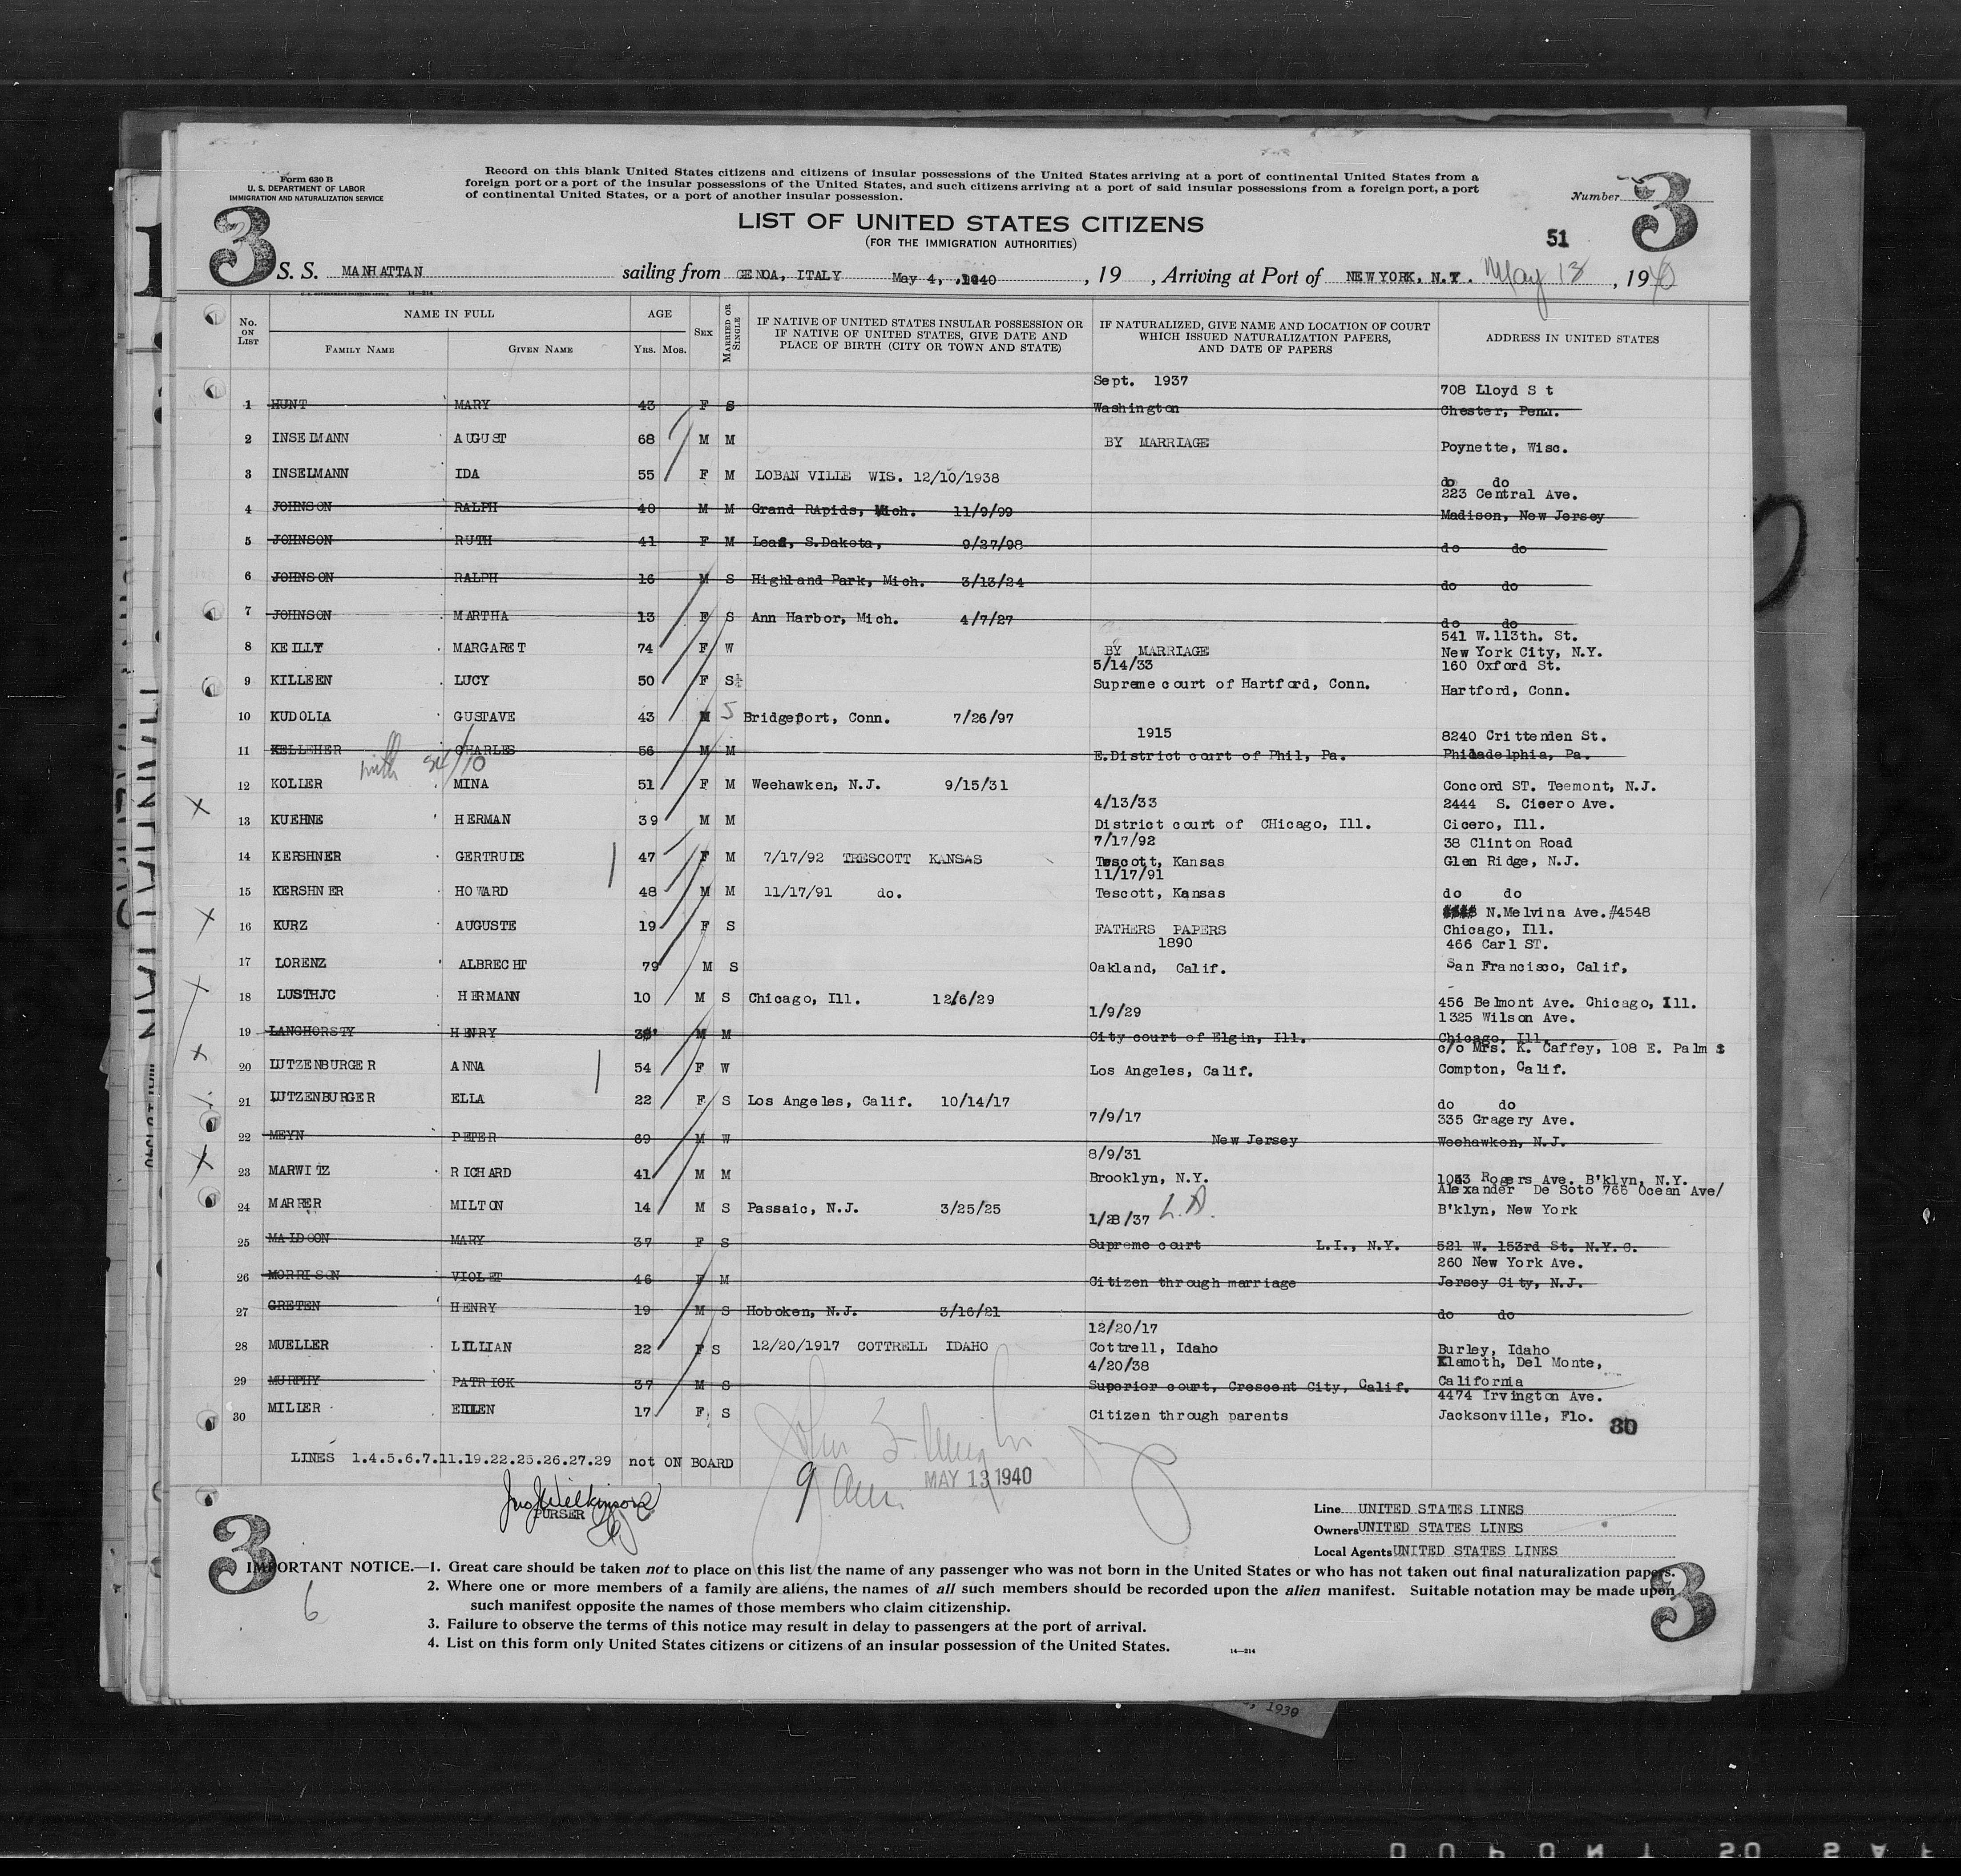 Form 630 B
U. S. DEPARTMENT OF LABOR
IMMIGRATION AND NATURALIZATION SERVICE
Record on this blank United States citizens and citizens of insular possessions of the United States arriving at a port of continental United States from a
foreign port or a port of the insular possessions of the United States, and such citizens arriving at a port of said insular possessions from a foreign port, a port
of continental United States, or a port of another insular possession.
Number 3
3
LIST OF UNITED STATES CITIZENS
(FOR THE IMMIGRATION AUTHORITIES)
51
S. S. MANHATTAN sailing from GENOA, ITALY May 4, 1940 , 19 , Arriving at Port of NEW YORK, N.Y. May 13 , 1940
No. ON LIST NAME IN FULL AGE SEX MARRIED OR SINGLE IF NATIVE OF UNITED STATES INSULAR POSSESSION OR IF NATIVE OF UNITED STATES, GIVE DATE AND PLACE OF BIRTH (CITY OR TOWN AND STATE) IF NATURALIZED, GIVE NAME AND LOCATION OF COURT WHICH ISSUED NATURALIZATION PAPERS, AND DATE OF PAPERS ADDRESS IN UNITED STATES
FAMILY NAME GIVEN NAME YRS. MOS.
Sept. 1937 708 Lloyd S t
1 HUNT MARY 43 F S Washington Chester, Penn.
2 INSELMANN AUGUST 68 M M BY MARRIAGE Poynette, Wisc.
3 INSELMANN IDA 55 F M LOBAN VILLE WIS. 12/10/1938 do do
223 Central Ave.
4 JOHNSON RALPH 40 M M Grand RApids, Mich. 11/9/99 Madison, New Jersey
5 JOHNSON RUTH 41 F M S.Dakota, 9/27/98 do do
6 JOHNSON RALPH 16 M S Highland Park, Mich. 3/13/24 do do
7 JOHNSON MARTHA 13 F S Ann Harbor, Mich. 4/7/27 do do
541 W.113th. St.
8 KEILLY MARGARET 74 F W BY MARRIAGE New York City, N.Y.
5/14/33 160 Oxford St.
9 KILLEEN LUCY 50 F S Supreme court of Hartford, Conn. Hartford, Conn.
10 KUDOLIA GUSTAVE 43 M S Bridgeport, Conn. 7/26/97
1915 8240 Crittenden St.
11 KELLEHER CHARLES 56 M M E.District court of Phil, Pa. Philadelphia, Pa.
with 34/10
12 KOLLER MINA 51 F M Weehawken, N.J. 9/15/31 Concord ST. Teemont, N.J.
4/13/33 2444 S. Cicero Ave.
13 KUEHNE HERMAN 39 M M District court of CHicago, Ill. Cicero, Ill.
7/17/92 38 Clinton Road
14 KERSHNER GERTRUDE 47 F M 7/17/92 TRESCOTT KANSAS Tescott, Kansas Glen Ridge, N.J.
11/17/91
15 KERSHNER HOWARD 48 M M 11/17/91 do. Tescott, Kansas do do
N.Melvina Ave.#4548
16 KURZ AUGUSTE 19 F S FATHERS PAPERS Chicago, Ill.
1890 466 Carl ST.
17 LORENZ ALBRECHT 79 M S Oakland, Calif. San Francisco, Calif,
18 LUSTHJC HERMANN 10 M S Chicago, Ill. 12/6/29 456 Belmont Ave. Chicago, Ill.
1/9/29 1325 Wilson Ave.
19 LANGHORSTY HENRY M M City court of Elgin, Ill. Chicago, Ill.
c/o Mrs. K. Caffey, 108 E. Palm
20 LUTZENBURGER ANNA 54 F W Los Angeles, Calif. Compton, Calif.
21 LUTZENBURGER ELLA 22 F S Los Angeles, Calif. 10/14/17 do do
7/9/17 335 Gragery Ave.
22 MEYN PETER 69 M W New Jersey Weehawken, N.J.
8/9/31
23 MARWITZ RICHARD 41 M M Brooklyn, N.Y. Rogers Ave. B'klyn, N.Y.
Alexander De Soto 766 Ocean Ave/
24 MARRER MILTON 14 M S Passaic, N.J. 3/25/25 B'klyn, New York
1/28/37 L.A.
25 MAIDOON MARY 37 F S Supreme court L.I., N.Y. 521 W. 153rd St. N.Y.C.
260 New York Ave.
26 MORRISON VIOLET 46 F M Citizen through marriage Jersey City, N.J.
27 GRETEN HENRY 19 M S Hoboken, N.J. 3/16/21 do do
12/20/17
28 MUELLER LILLIAN 22 F S 12/20/1917 COTTRELL IDAHO Cottrell, Idaho Burley, Idaho
4/20/38 Klamoth, Del Monte,
29 MURPHY PATRICK 37 M S Superior court, Crescent City, Calif. California
4474 Irvington Ave.
30 MILLER EILEEN 17 F S Citizen through parents Jacksonville, Flo.
30
LINES 1.4.5.6.7.11.19.22.25.26.27.29 not ON BOARD
MAY 13 1940
Jno J Wilkinson
PURSER
Line UNITED STATES LINES
Owners UNITED STATES LINES
Local Agents UNITED STATES LINES
3
IMPORTANT NOTICE.—1. Great care should be taken not to place on this list the name of any passenger who was not born in the United States or who has not taken out final naturalization papers.
2. Where one or more members of a family are aliens, the names of all such members should be recorded upon the alien manifest. Suitable notation may be made upon
such manifest opposite the names of those members who claim citizenship.
3. Failure to observe the terms of this notice may result in delay to passengers at the port of arrival.
4. List on this form only United States citizens or citizens of an insular possession of the United States.
6
3
14—214